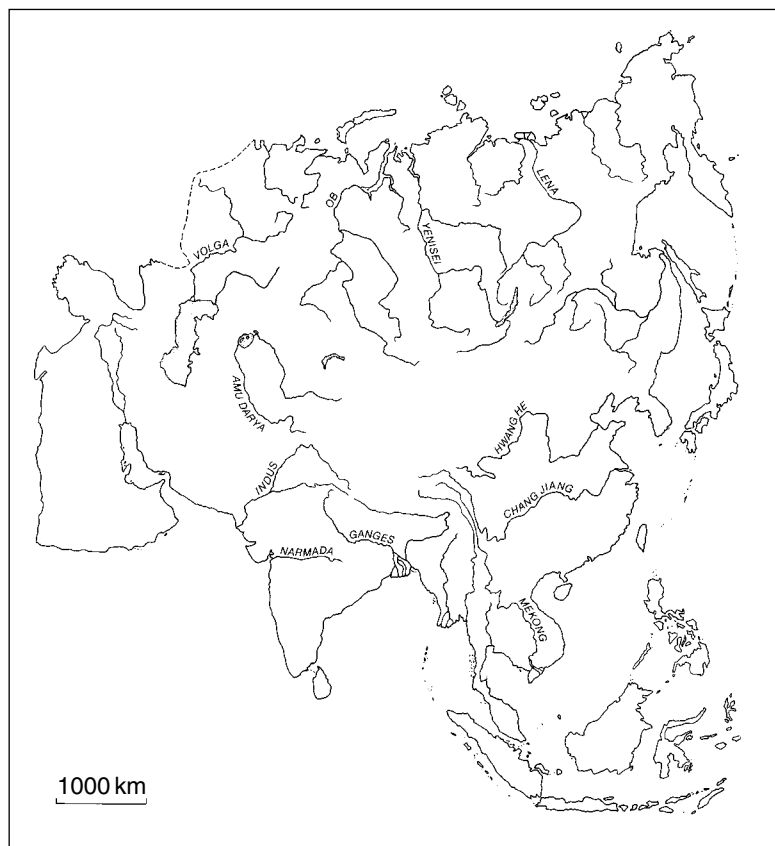 LENA
OB
YENISEI
VOLGA
AMU DARYA
HWANG HE
INDUS
CHANG JIANG
GANGES
NARMADA
MEKONG
1000 km